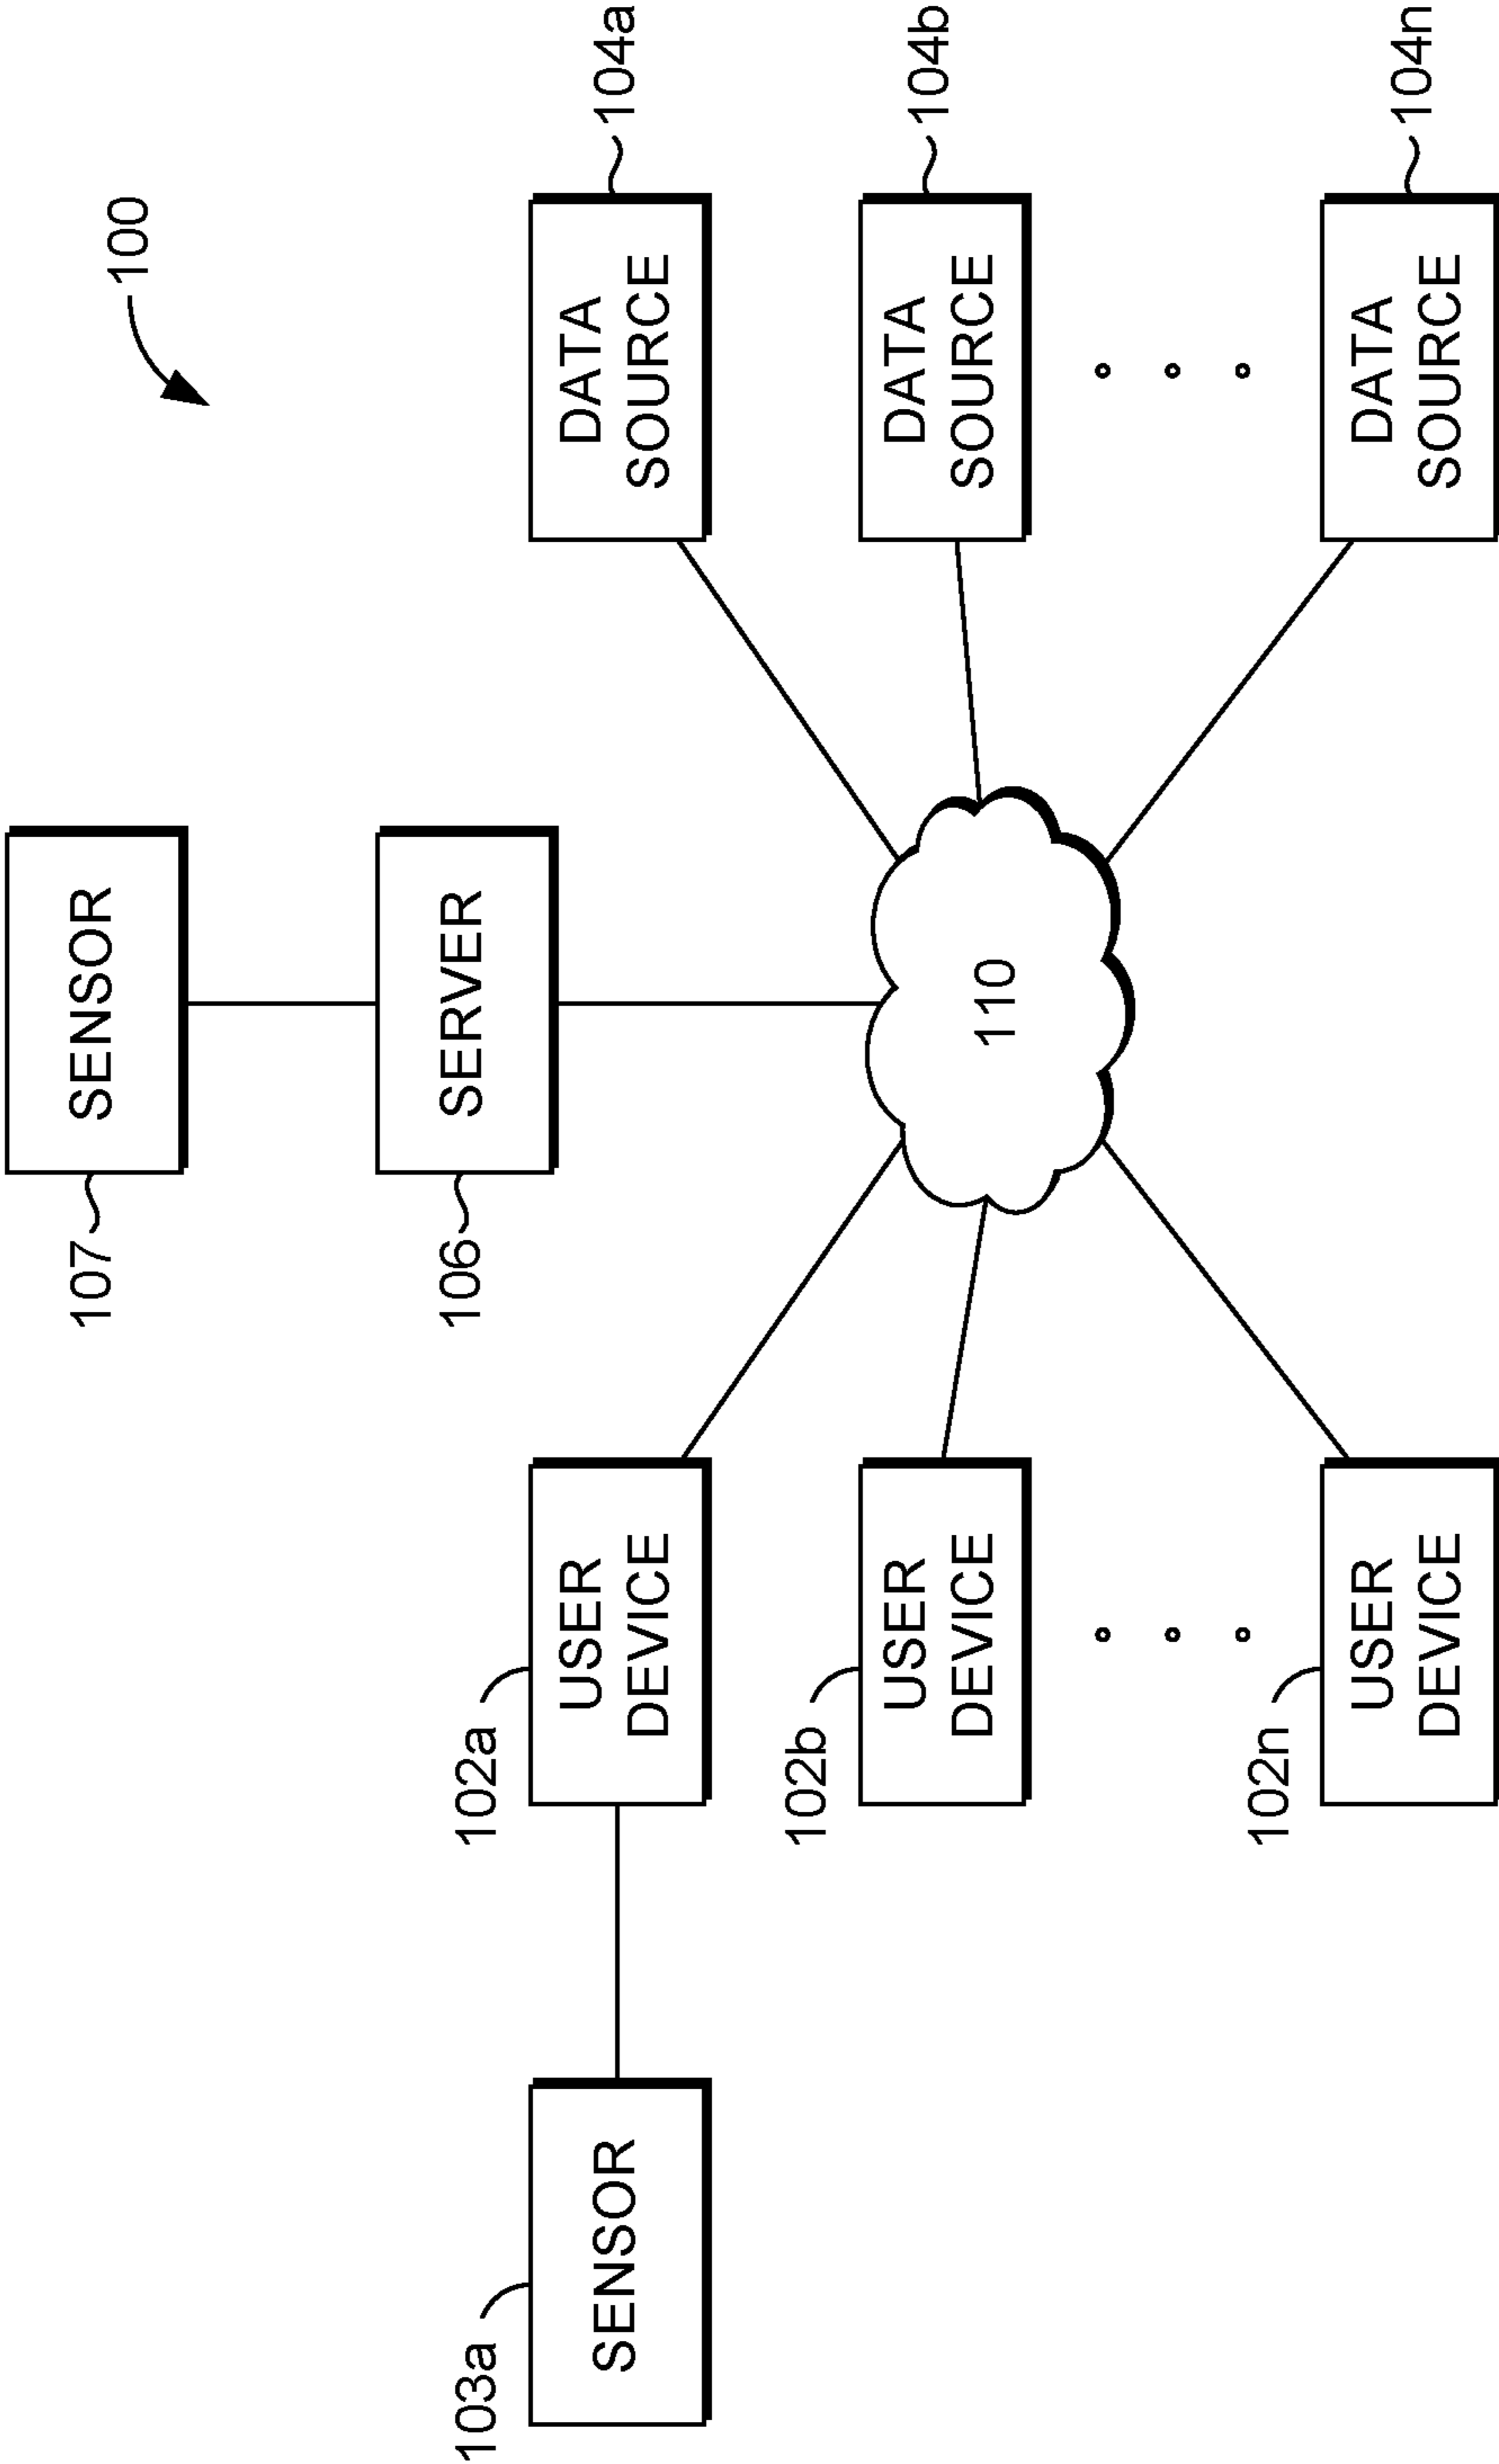 100
SENSOR
107
SERVER
106
103a
SENSOR
102a
USER
DEVICE
DATA
SOURCE
104a
102b
USER
DEVICE
110
DATA
SOURCE
104b
102n
USER
DEVICE
DATA
SOURCE
104n